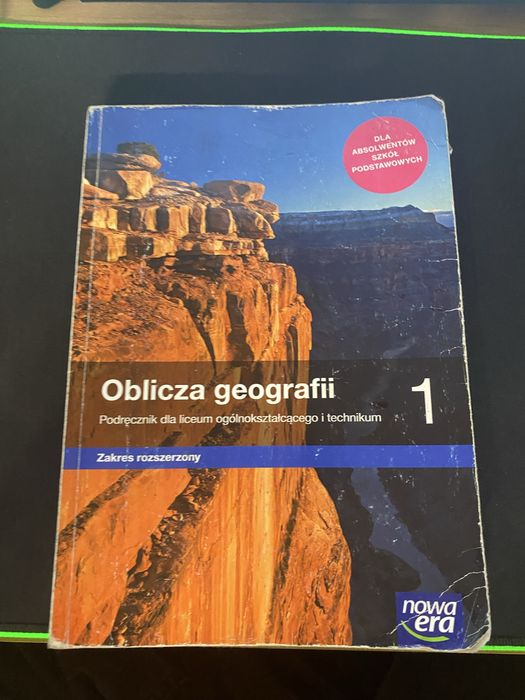 DLA
ABSOLWENTÓW
SZKÓŁ
PODSTAWOWYCH
Oblicza geografii 1
Podręcznik dla liceum ogólnokształcącego i technikum
Zakres rozszerzony
nowa
era